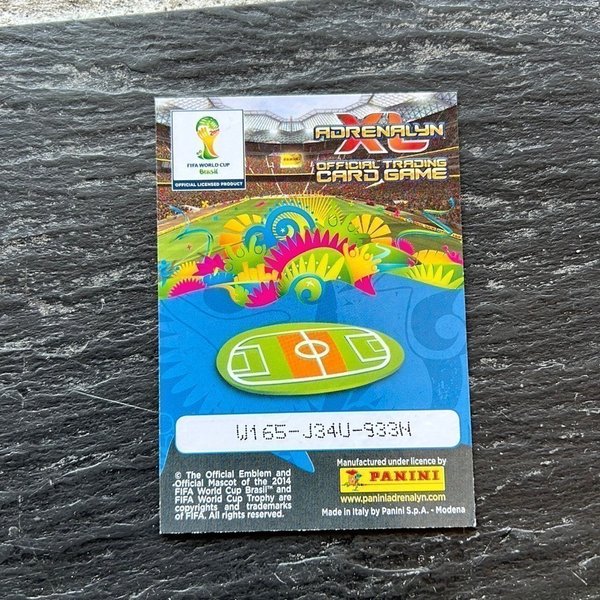 FIFA WORLD CUP
Brasil
OFFICIAL LICENSED PRODUCT
ADRENALYN
XL
OFFICIAL TRADING
CARD GAME
PANINI
W165-J34U-933N
© The Official Emblem and
Official Mascot of the 2014
FIFA World Cup Brasil™ and
FIFA World Cup Trophy are
copyrights and trademarks
of FIFA. All rights reserved.
Manufactured under licence by
PANINI
www.paniniadrenalyn.com
Made in Italy by Panini S.p.A. - Modena